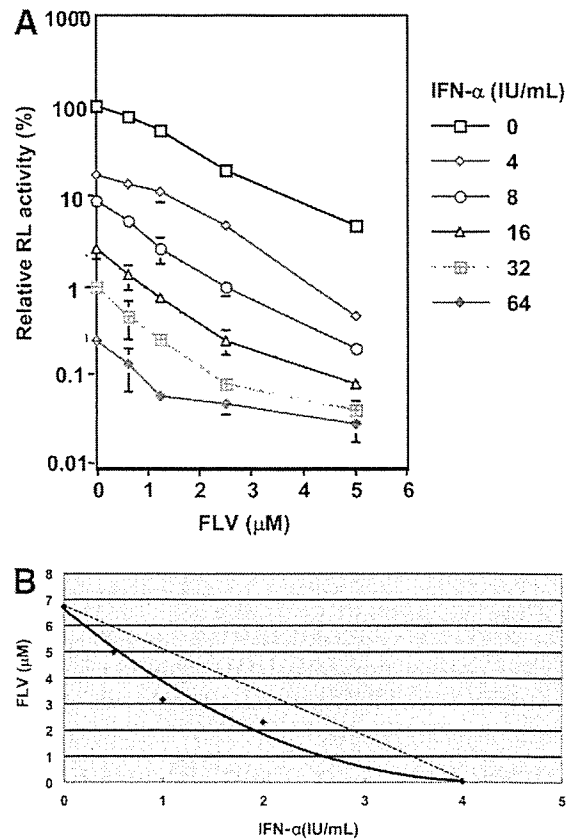 A
1000
100
10
1
0.1
0.01
Relative RL activity (%)
0 1 2 3 4 5 6
FLV (µM)
IFN-α (IU/mL)
0
4
8
16
32
64
B
8
7
6
5
4
3
2
1
0
FLV (µM)
0 1 2 3 4 5
IFN-α(IU/mL)